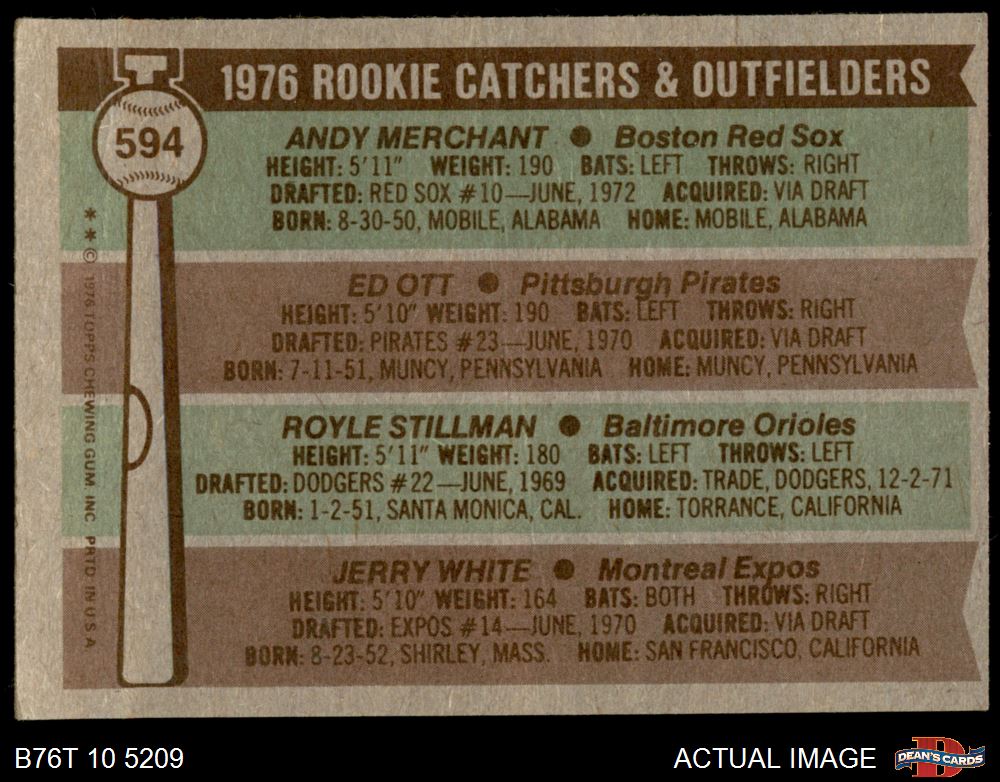 1976 ROOKIE CATCHERS & OUTFIELDERS
594
ANDY MERCHANT ● Boston Red Sox
HEIGHT: 5'11" WEIGHT: 190 BATS: LEFT THROWS: RIGHT
DRAFTED: RED SOX #10—JUNE, 1972 ACQUIRED: VIA DRAFT
BORN: 8-30-50, MOBILE, ALABAMA HOME: MOBILE, ALABAMA
ED OTT ● Pittsburgh Pirates
HEIGHT: 5'10" WEIGHT: 190 BATS: LEFT THROWS: RIGHT
DRAFTED: PIRATES #23—JUNE, 1970 ACQUIRED: VIA DRAFT
BORN: 7-11-51, MUNCY, PENNSYLVANIA HOME: MUNCY, PENNSYLVANIA
ROYLE STILLMAN ● Baltimore Orioles
HEIGHT: 5'11" WEIGHT: 180 BATS: LEFT THROWS: LEFT
DRAFTED: DODGERS #22—JUNE, 1969 ACQUIRED: TRADE, DODGERS, 12-2-71
BORN: 1-2-51, SANTA MONICA, CAL. HOME: TORRANCE, CALIFORNIA
JERRY WHITE ● Montreal Expos
HEIGHT: 5'10" WEIGHT: 164 BATS: BOTH THROWS: RIGHT
DRAFTED: EXPOS #14—JUNE, 1970 ACQUIRED: VIA DRAFT
BORN: 8-23-52, SHIRLEY, MASS. HOME: SAN FRANCISCO, CALIFORNIA
** © 1976 TOPPS CHEWING GUM INC PRTD IN U S A
B76T 10 5209
ACTUAL IMAGE
DEAN'S CARDS